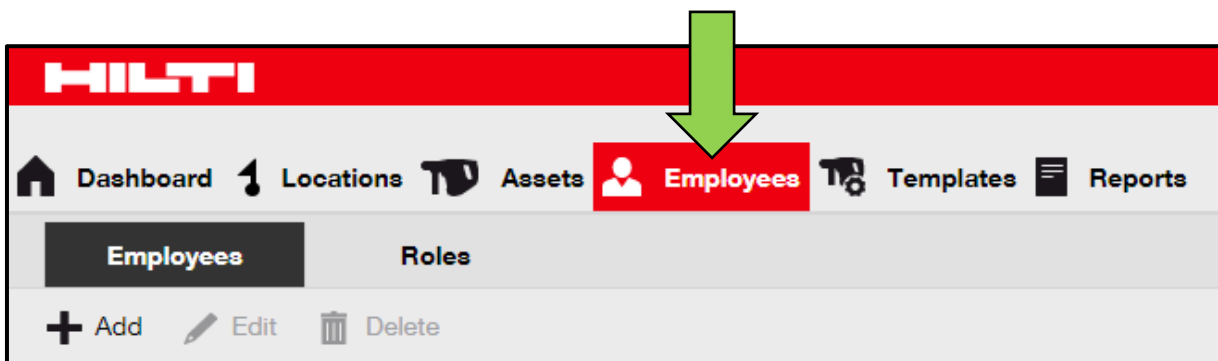 HILTI
Dashboard Locations Assets Employees Templates Reports
Employees Roles
Add Edit Delete